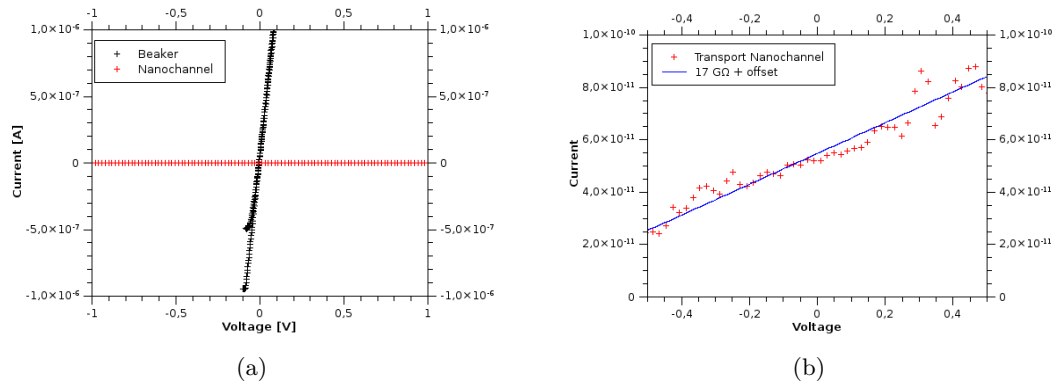 -1 -0,5 0 0,5 1
1,0×10⁻⁶ 1,0×10⁻⁶
Beaker
Nanochannel
5,0×10⁻⁷ 5,0×10⁻⁷
0 0
-5,0×10⁻⁷ -5,0×10⁻⁷
-1,0×10⁻⁶ -1,0×10⁻⁶
Current [A]
-1 -0,5 0 0,5 1
Voltage [V]
(a)
-0,4 -0,2 0 0,2 0,4
1,0×10⁻¹⁰ 1,0×10⁻¹⁰
Transport Nanochannel
17 GΩ + offset
8,0×10⁻¹¹ 8,0×10⁻¹¹
6,0×10⁻¹¹ 6,0×10⁻¹¹
4,0×10⁻¹¹ 4,0×10⁻¹¹
2,0×10⁻¹¹ 2,0×10⁻¹¹
0 0
Current
-0,4 -0,2 0 0,2 0,4
Voltage
(b)